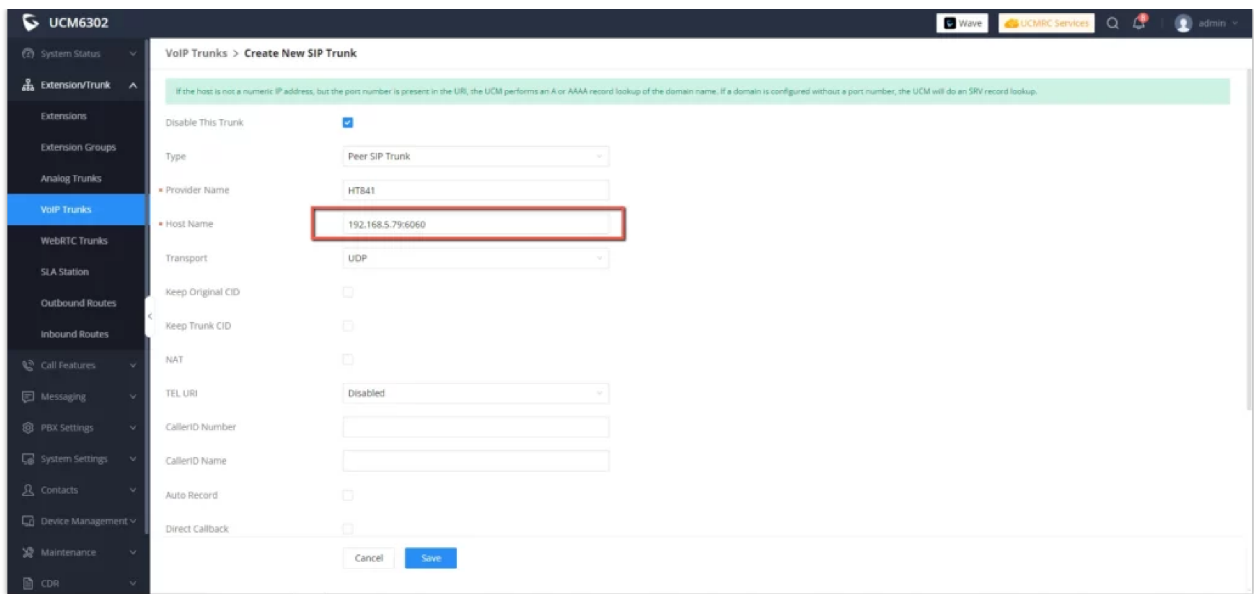 UCM6302
Wave
UCMRC Services
8
admin
System Status
Extension/Trunk
Extensions
Extension Groups
Analog Trunks
VoIP Trunks
WebRTC Trunks
SLA Station
Outbound Routes
Inbound Routes
Call Features
Messaging
PBX Settings
System Settings
Contacts
Device Management
Maintenance
CDR
VoIP Trunks > Create New SIP Trunk
If the host is not a numeric IP address, but the port number is present in the URI, the UCM performs an A or AAAA record lookup of the domain name. If a domain is configured without a port number, the UCM will do an SRV record lookup.
Disable This Trunk
Type Peer SIP Trunk
* Provider Name HT841
* Host Name 192.168.5.79:6060
Transport UDP
Keep Original CID
Keep Trunk CID
NAT
TEL URI Disabled
CallerID Number
CallerID Name
Auto Record
Direct Callback
Cancel Save